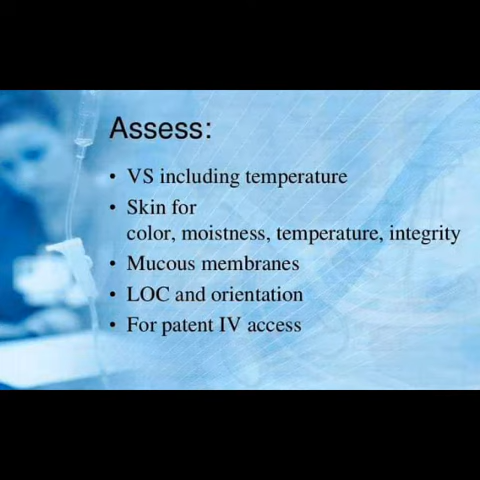 Assess:
• VS including temperature
• Skin for
color, moistness, temperature, integrity
• Mucous membranes
• LOC and orientation
• For patent IV access